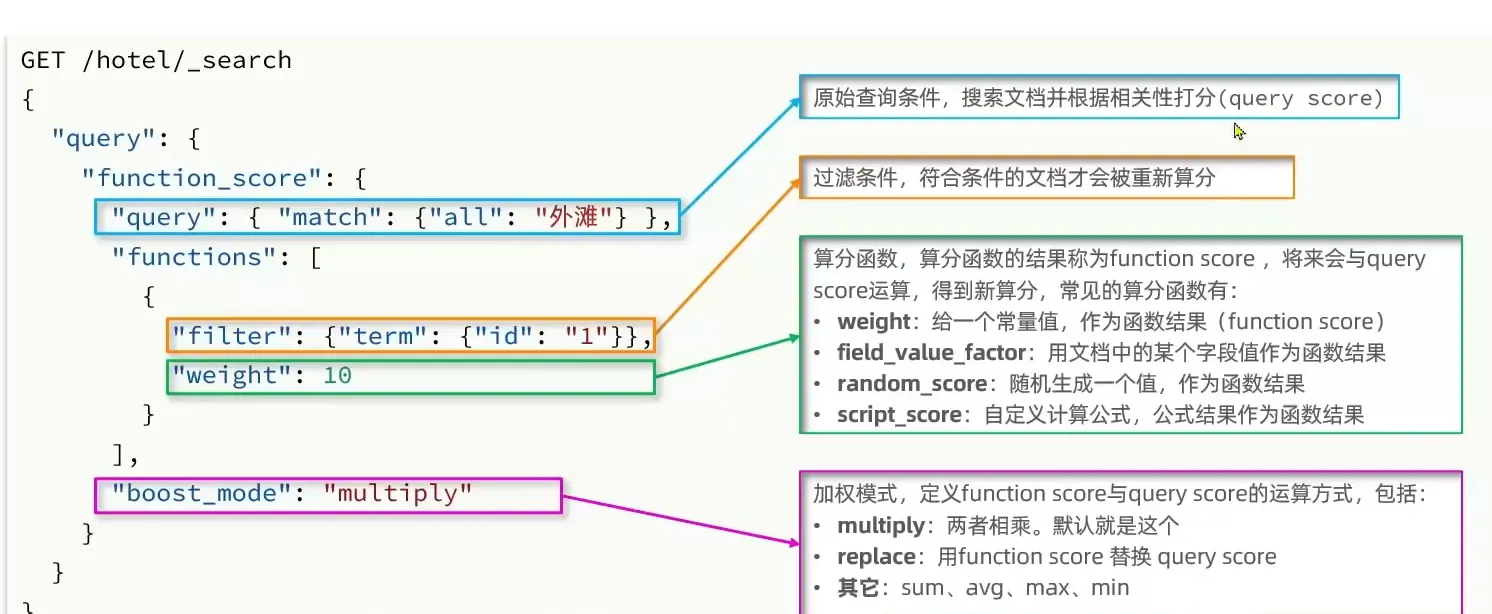 GET /hotel/_search
{
"query": {
"function_score": {
"query": { "match": {"all": "外滩"} },
"functions": [
{
"filter": {"term": {"id": "1"}},
"weight": 10
}
],
"boost_mode": "multiply"
}
}
}
原始查询条件，搜索文档并根据相关性打分(query score)
过滤条件，符合条件的文档才会被重新算分
算分函数，算分函数的结果称为function score ，将来会与query
score运算，得到新算分，常见的算分函数有：
• weight：给一个常量值，作为函数结果（function score）
• field_value_factor：用文档中的某个字段值作为函数结果
• random_score：随机生成一个值，作为函数结果
• script_score：自定义计算公式，公式结果作为函数结果
加权模式，定义function score与query score的运算方式，包括：
• multiply：两者相乘。默认就是这个
• replace：用function score 替换 query score
• 其它：sum、avg、max、min